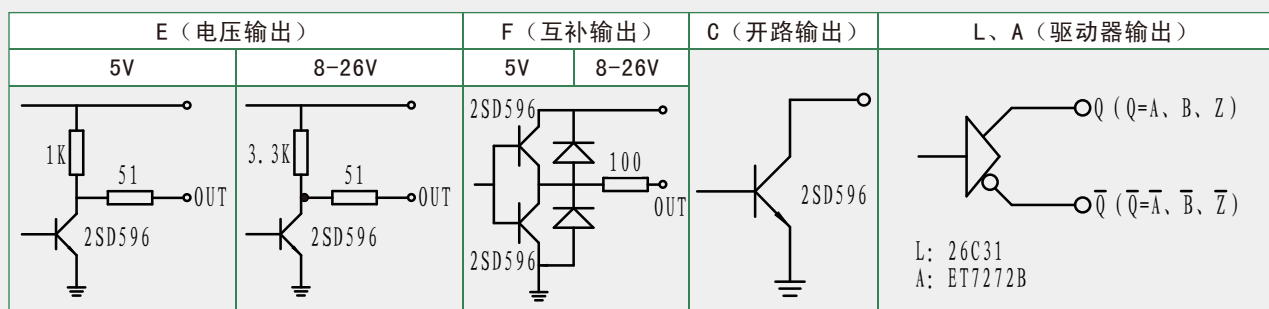 E（电压输出）
F（互补输出）
C（开路输出）
L、A（驱动器输出）
5V
8-26V
5V
8-26V
1K
51
OUT
2SD596
3.3K
51
OUT
2SD596
2SD596
100
OUT
2SD596
2SD596
Q（Q=A、B、Z）
Q̅（Q̅=A̅、B̅、Z̅）
L: 26C31
A: ET7272B